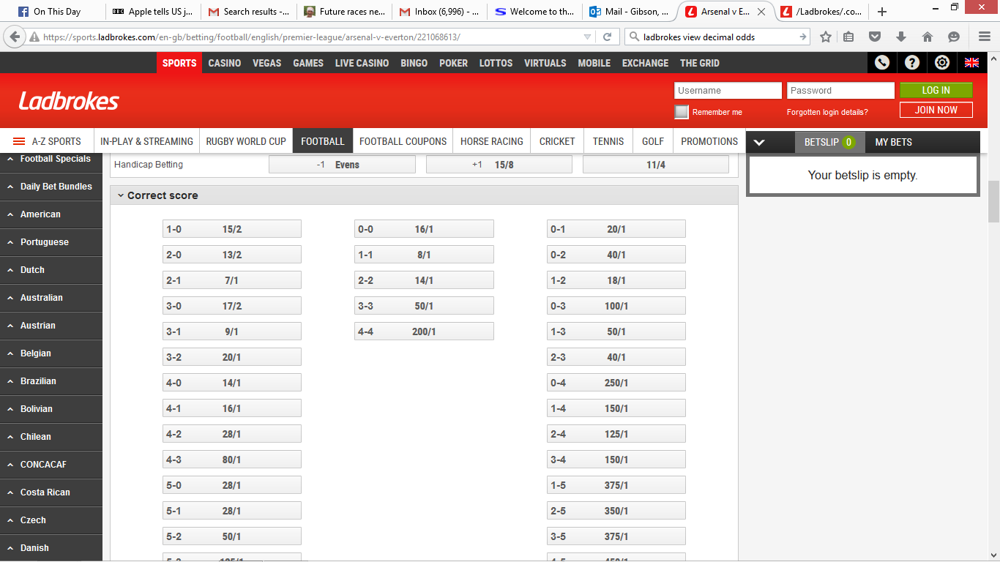 On This Day
BBC Apple tells US j...
Search results -...
Future races ne...
Inbox (6,996) - ...
S Welcome to th...
Mail - Gibson, ...
Arsenal v E...
/Ladbrokes/.co...
https://sports.ladbrokes.com/en-gb/betting/football/english/premier-league/arsenal-v-everton/221068613/
ladbrokes view decimal odds
SPORTS CASINO VEGAS GAMES LIVE CASINO BINGO POKER LOTTOS VIRTUALS MOBILE EXCHANGE THE GRID
Ladbrokes
Username Password LOG IN
Remember me Forgotten login details? JOIN NOW
A-Z SPORTS IN-PLAY & STREAMING RUGBY WORLD CUP FOOTBALL FOOTBALL COUPONS HORSE RACING CRICKET TENNIS GOLF PROMOTIONS
BETSLIP 0 MY BETS
Your betslip is empty.
Football Specials
Daily Bet Bundles
American
Portuguese
Dutch
Australian
Austrian
Belgian
Brazilian
Bolivian
Chilean
CONCACAF
Costa Rican
Czech
Danish
Handicap Betting -1 Evens +1 15/8 11/4
Correct score
1-0 15/2 0-0 16/1 0-1 20/1
2-0 13/2 1-1 8/1 0-2 40/1
2-1 7/1 2-2 14/1 1-2 18/1
3-0 17/2 3-3 50/1 0-3 100/1
3-1 9/1 4-4 200/1 1-3 50/1
3-2 20/1 2-3 40/1
4-0 14/1 0-4 250/1
4-1 16/1 1-4 150/1
4-2 28/1 2-4 125/1
4-3 80/1 3-4 150/1
5-0 28/1 1-5 375/1
5-1 28/1 2-5 350/1
5-2 50/1 3-5 375/1